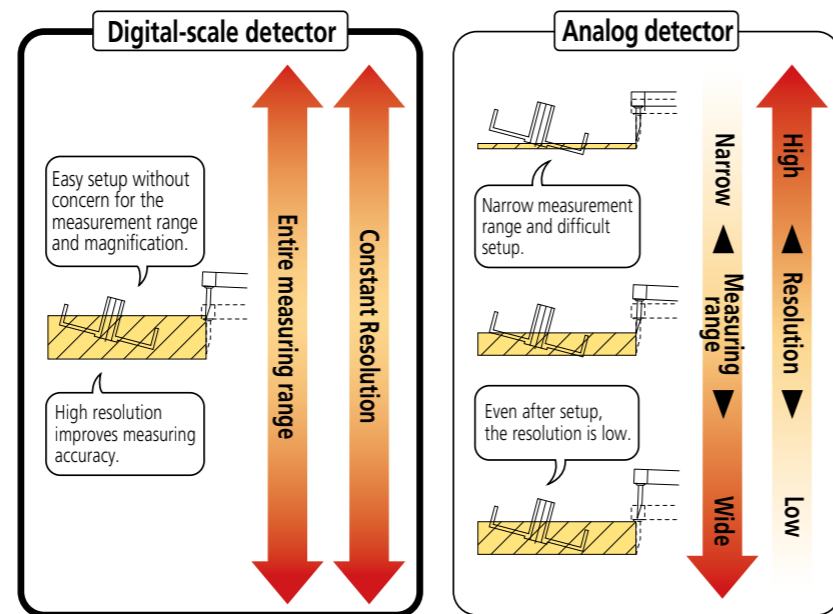 Digital-scale detector
Easy setup without
concern for the
measurement range
and magnification.
High resolution
improves measuring
accuracy.
Entire measuring range
Constant Resolution
Analog detector
Narrow measurement
range and difficult
setup.
Even after setup,
the resolution is low.
Narrow
Measuring
range
Wide
High
Resolution
Low